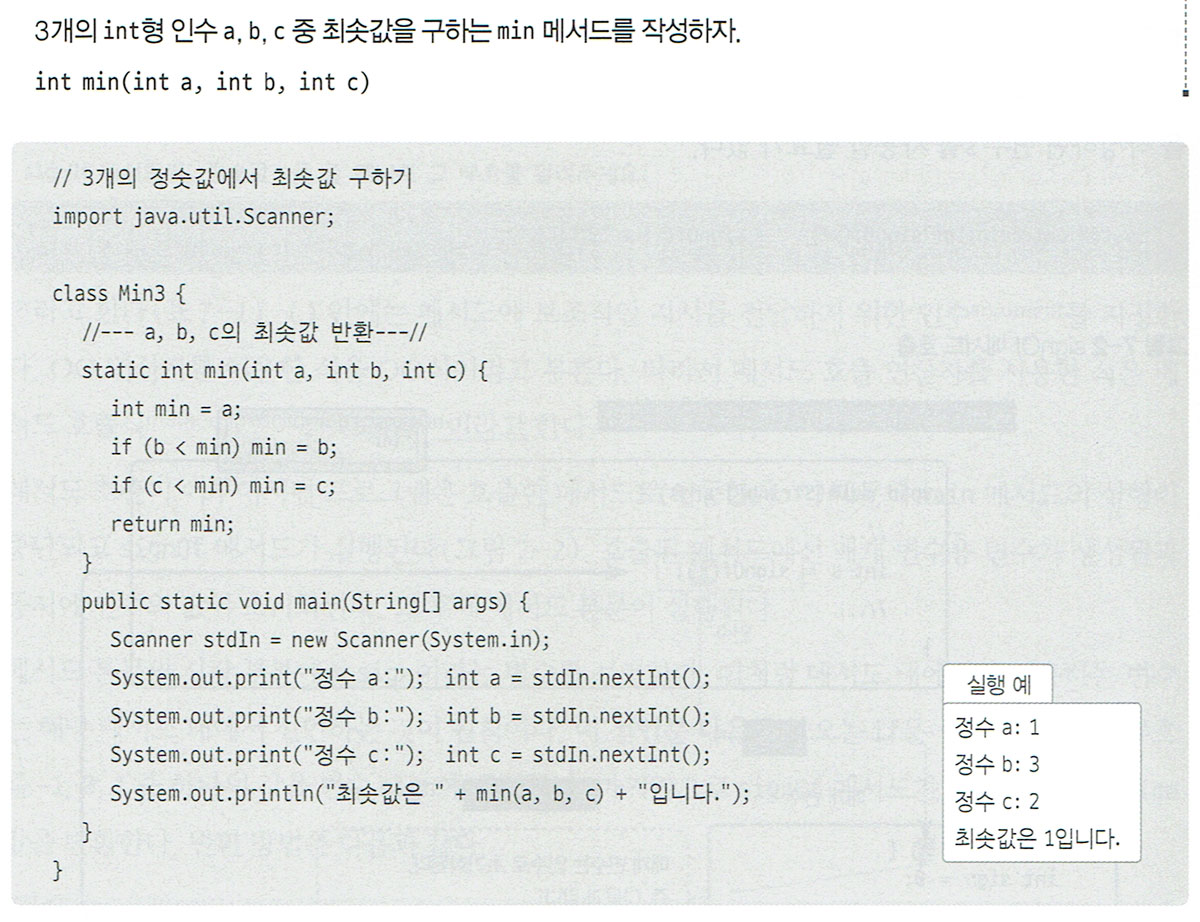 3개의 int형 인수 a, b, c 중 최솟값을 구하는 min 메서드를 작성하자.
int min(int a, int b, int c)
// 3개의 정숫값에서 최솟값 구하기
import java.util.Scanner;
class Min3 {
//--- a, b, c의 최솟값 반환---//
static int min(int a, int b, int c) {
int min = a;
if (b < min) min = b;
if (c < min) min = c;
return min;
}
public static void main(String[] args) {
Scanner stdIn = new Scanner(System.in);
System.out.print("정수 a:"); int a = stdIn.nextInt();
System.out.print("정수 b:"); int b = stdIn.nextInt();
System.out.print("정수 c:"); int c = stdIn.nextInt();
System.out.println("최솟값은 " + min(a, b, c) + "입니다.");
}
}
실행 예
정수 a: 1
정수 b: 3
정수 c: 2
최솟값은 1입니다.